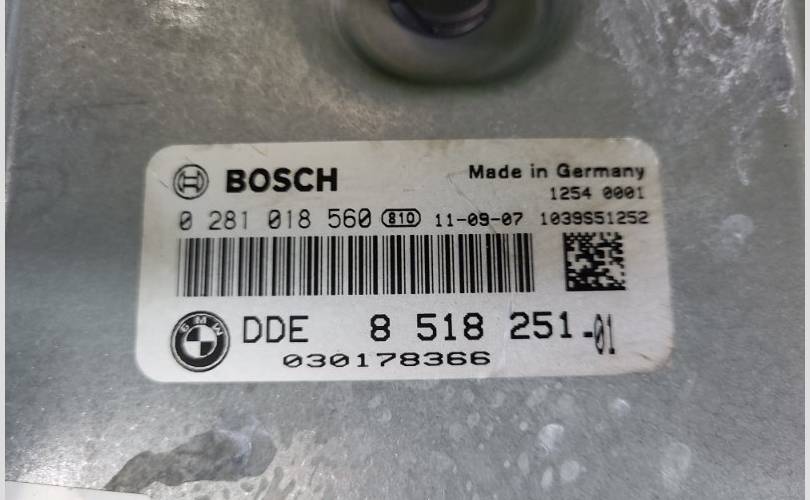 BOSCH
Made in Germany
1254 0001
0 281 018 560 810 11-09-07 1039S51252
BMW
DDE 8 518 251-01
030178366